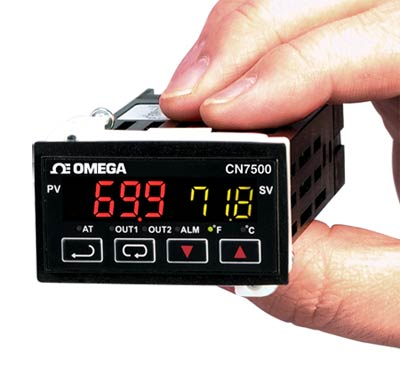 OMEGA CN7500
PV 69.9 71.8 SV
AT OUT1 OUT2 ALM °F °C